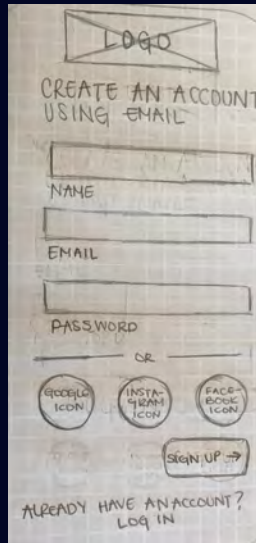 LOGO
CREATE AN ACCOUNT
USING EMAIL
NAME
EMAIL
PASSWORD
OR
GOOGLE
ICON
INSTA-
GRAM
ICON
FACE-
BOOK
ICON
SIGN UP →
ALREADY HAVE AN ACCOUNT?
LOG IN